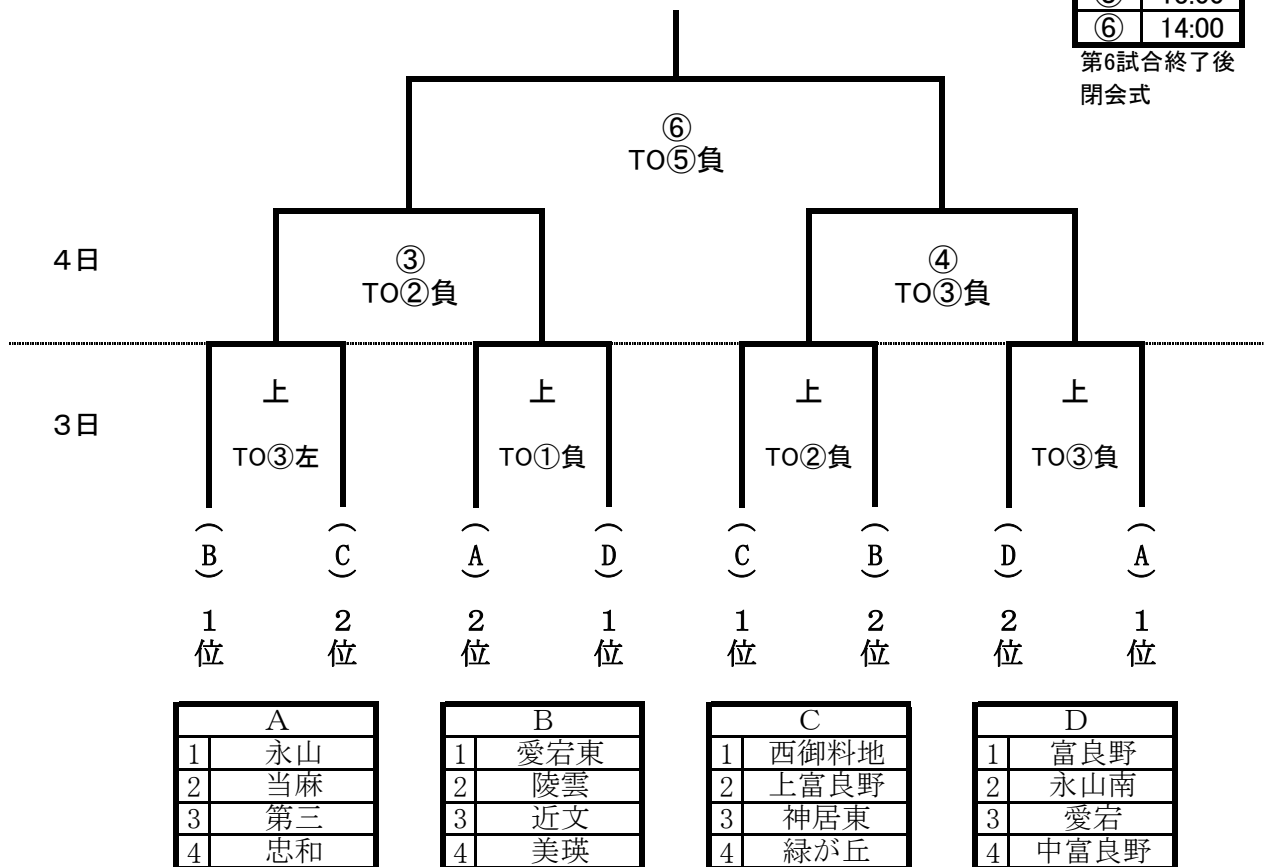 ⑥ 14:00
第6試合終了後
閉会式
⑥
TO⑤負
4日
③
TO②負
④
TO③負
3日
上 上 上 上
TO③左 TO①負 TO②負 TO③負
(B)1位 (C)2位 (A)2位 (D)1位 (C)1位 (B)2位 (D)2位 (A)1位
A
1 永山
2 当麻
3 第三
4 忠和
B
1 愛宕東
2 陵雲
3 近文
4 美瑛
C
1 西御料地
2 上富良野
3 神居東
4 緑が丘
D
1 富良野
2 永山南
3 愛宕
4 中富良野